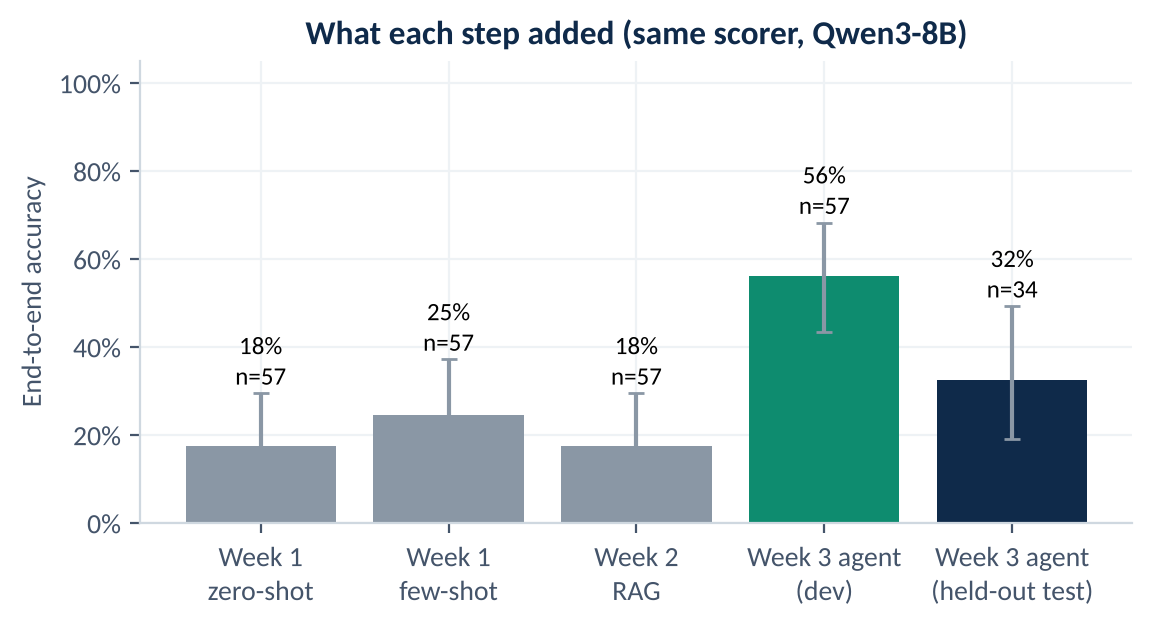 What each step added (same scorer, Qwen3-8B)
End-to-end accuracy
100%
80%
60%
40%
20%
0%
18%
n=57
25%
n=57
18%
n=57
56%
n=57
32%
n=34
Week 1
zero-shot
Week 1
few-shot
Week 2
RAG
Week 3 agent
(dev)
Week 3 agent
(held-out test)